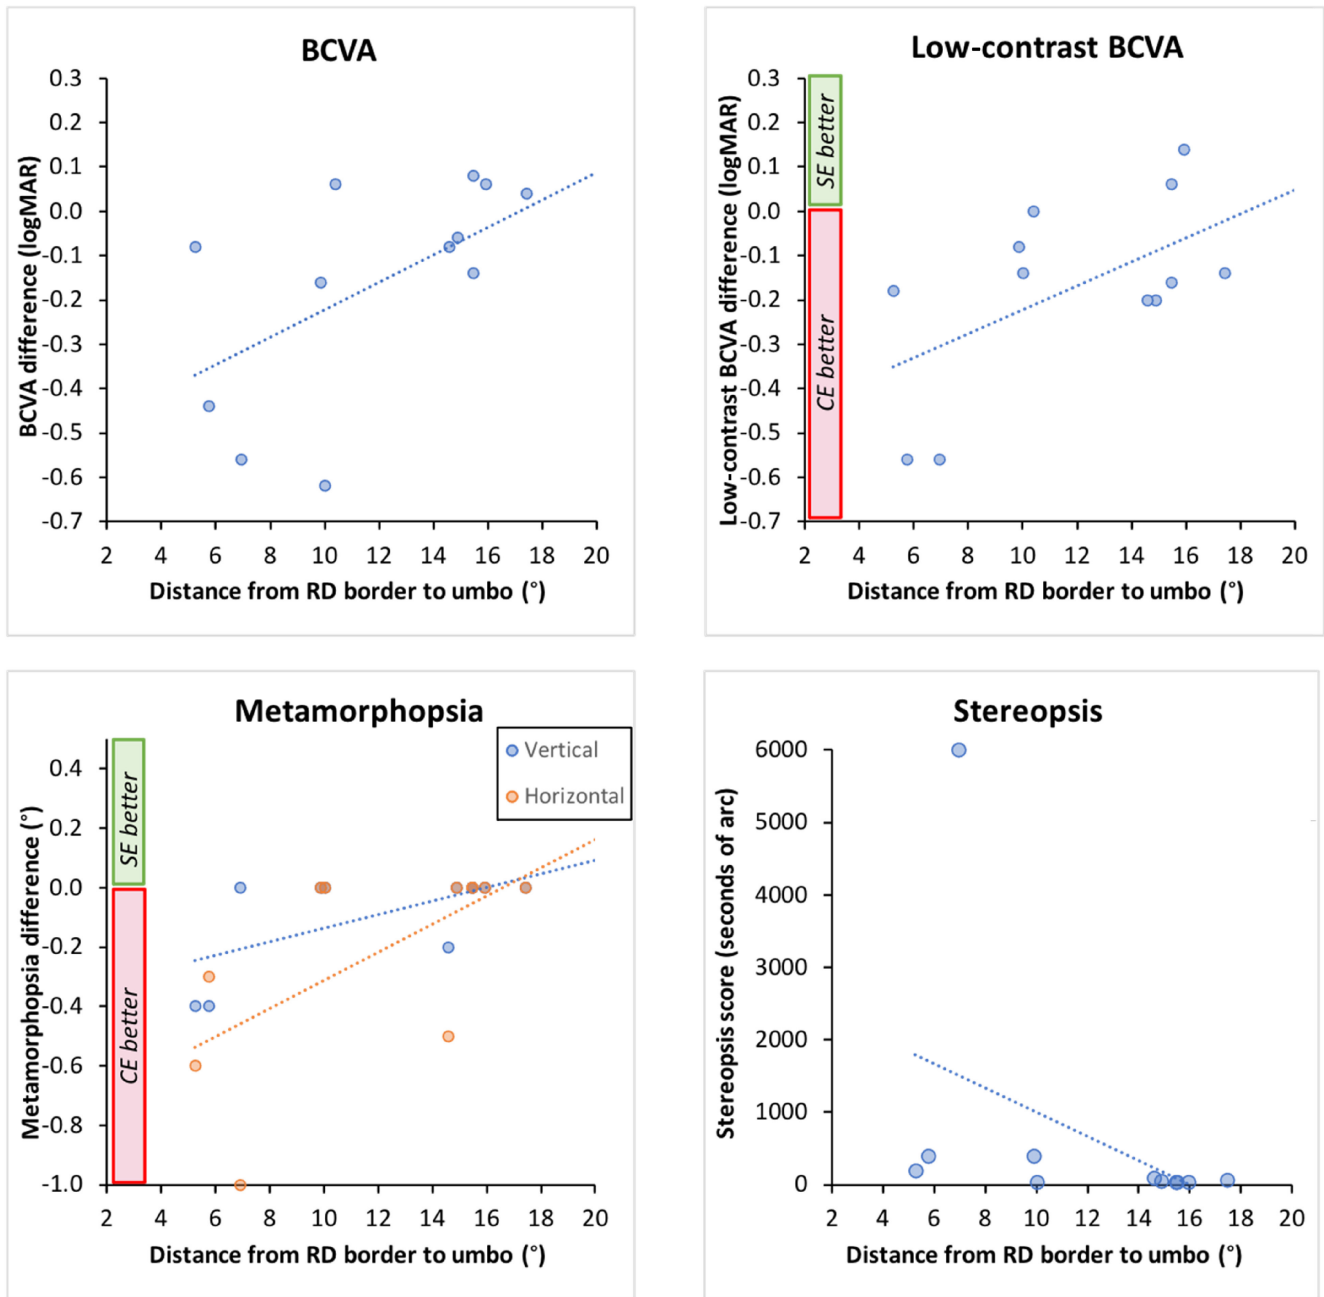 BCVA
0.3
0.2
0.1
0.0
-0.1
-0.2
-0.3
-0.4
-0.5
-0.6
-0.7
BCVA difference (logMAR)
2 4 6 8 10 12 14 16 18 20
Distance from RD border to umbo (°)
Low-contrast BCVA
0.3
0.2
0.1
0.0
-0.1
-0.2
-0.3
-0.4
-0.5
-0.6
-0.7
Low-contrast BCVA difference (logMAR)
SE better
CE better
2 4 6 8 10 12 14 16 18 20
Distance from RD border to umbo (°)
Metamorphopsia
Vertical
Horizontal
0.4
0.2
0.0
-0.2
-0.4
-0.6
-0.8
-1.0
Metamorphopsia difference (°)
SE better
CE better
2 4 6 8 10 12 14 16 18 20
Distance from RD border to umbo (°)
Stereopsis
6000
5000
4000
3000
2000
1000
0
Stereopsis score (seconds of arc)
2 4 6 8 10 12 14 16 18 20
Distance from RD border to umbo (°)